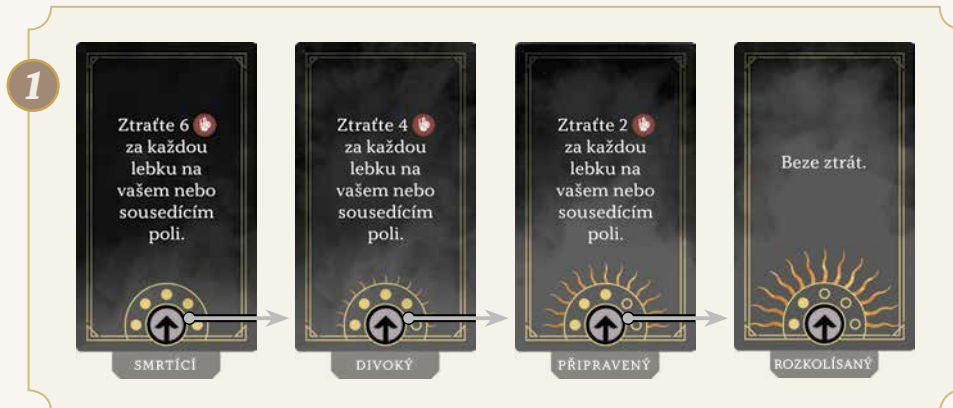 1
Ztraťte 6
za každou
lebku na
vašem nebo
sousedícím
poli.
SMRTÍCÍ
Ztraťte 4
za každou
lebku na
vašem nebo
sousedícím
poli.
DIVOKÝ
Ztraťte 2
za každou
lebku na
vašem nebo
sousedícím
poli.
PŘIPRAVENÝ
Beze ztrát.
ROZKOLÍSANÝ